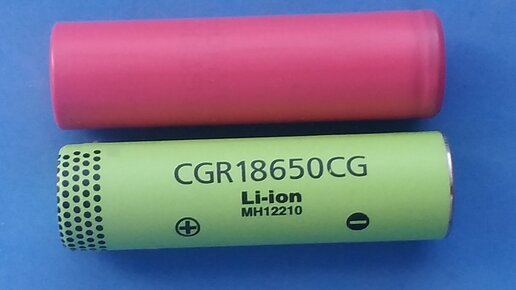 CGR18650CG
Li-ion
MH12210
+ -